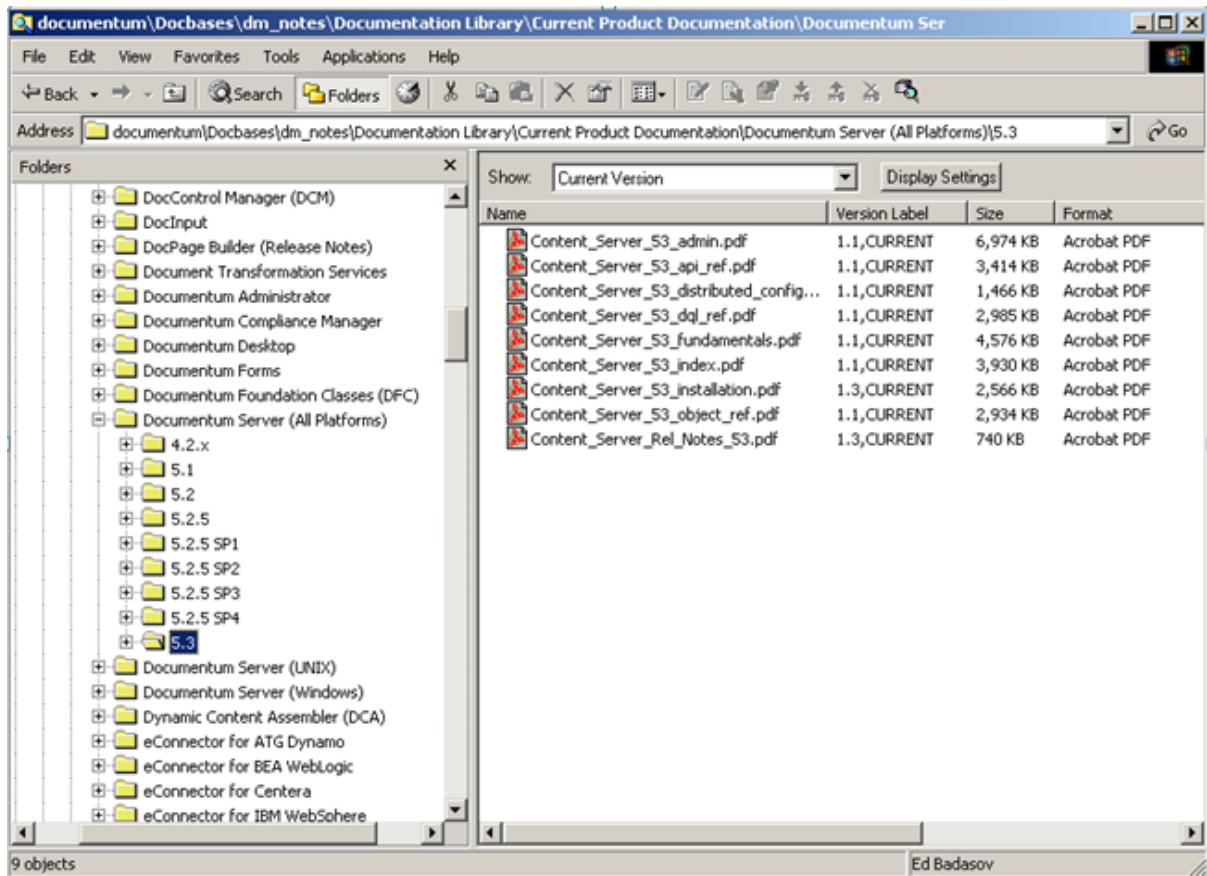 documentum\Docbases\dm_notes\Documentation Library\Current Product Documentation\Documentum Ser
File Edit View Favorites Tools Applications Help
Back Search Folders
Address documentum\Docbases\dm_notes\Documentation Library\Current Product Documentation\Documentum Server (All Platforms)\5.3 Go
Folders
DocControl Manager (DCM)
DocInput
DocPage Builder (Release Notes)
Document Transformation Services
Documentum Administrator
Documentum Compliance Manager
Documentum Desktop
Documentum Forms
Documentum Foundation Classes (DFC)
Documentum Server (All Platforms)
4.2.x
5.1
5.2
5.2.5
5.2.5 SP1
5.2.5 SP2
5.2.5 SP3
5.2.5 SP4
5.3
Documentum Server (UNIX)
Documentum Server (Windows)
Dynamic Content Assembler (DCA)
eConnector for ATG Dynamo
eConnector for BEA WebLogic
eConnector for Centera
eConnector for IBM WebSphere
Show: Current Version Display Settings
Name Version Label Size Format
Content_Server_53_admin.pdf 1.1,CURRENT 6,974 KB Acrobat PDF
Content_Server_53_api_ref.pdf 1.1,CURRENT 3,414 KB Acrobat PDF
Content_Server_53_distributed_config... 1.1,CURRENT 1,466 KB Acrobat PDF
Content_Server_53_dql_ref.pdf 1.1,CURRENT 2,985 KB Acrobat PDF
Content_Server_53_fundamentals.pdf 1.1,CURRENT 4,576 KB Acrobat PDF
Content_Server_53_index.pdf 1.1,CURRENT 3,930 KB Acrobat PDF
Content_Server_53_installation.pdf 1.3,CURRENT 2,566 KB Acrobat PDF
Content_Server_53_object_ref.pdf 1.1,CURRENT 2,934 KB Acrobat PDF
Content_Server_Rel_Notes_53.pdf 1.3,CURRENT 740 KB Acrobat PDF
9 objects Ed Badasov